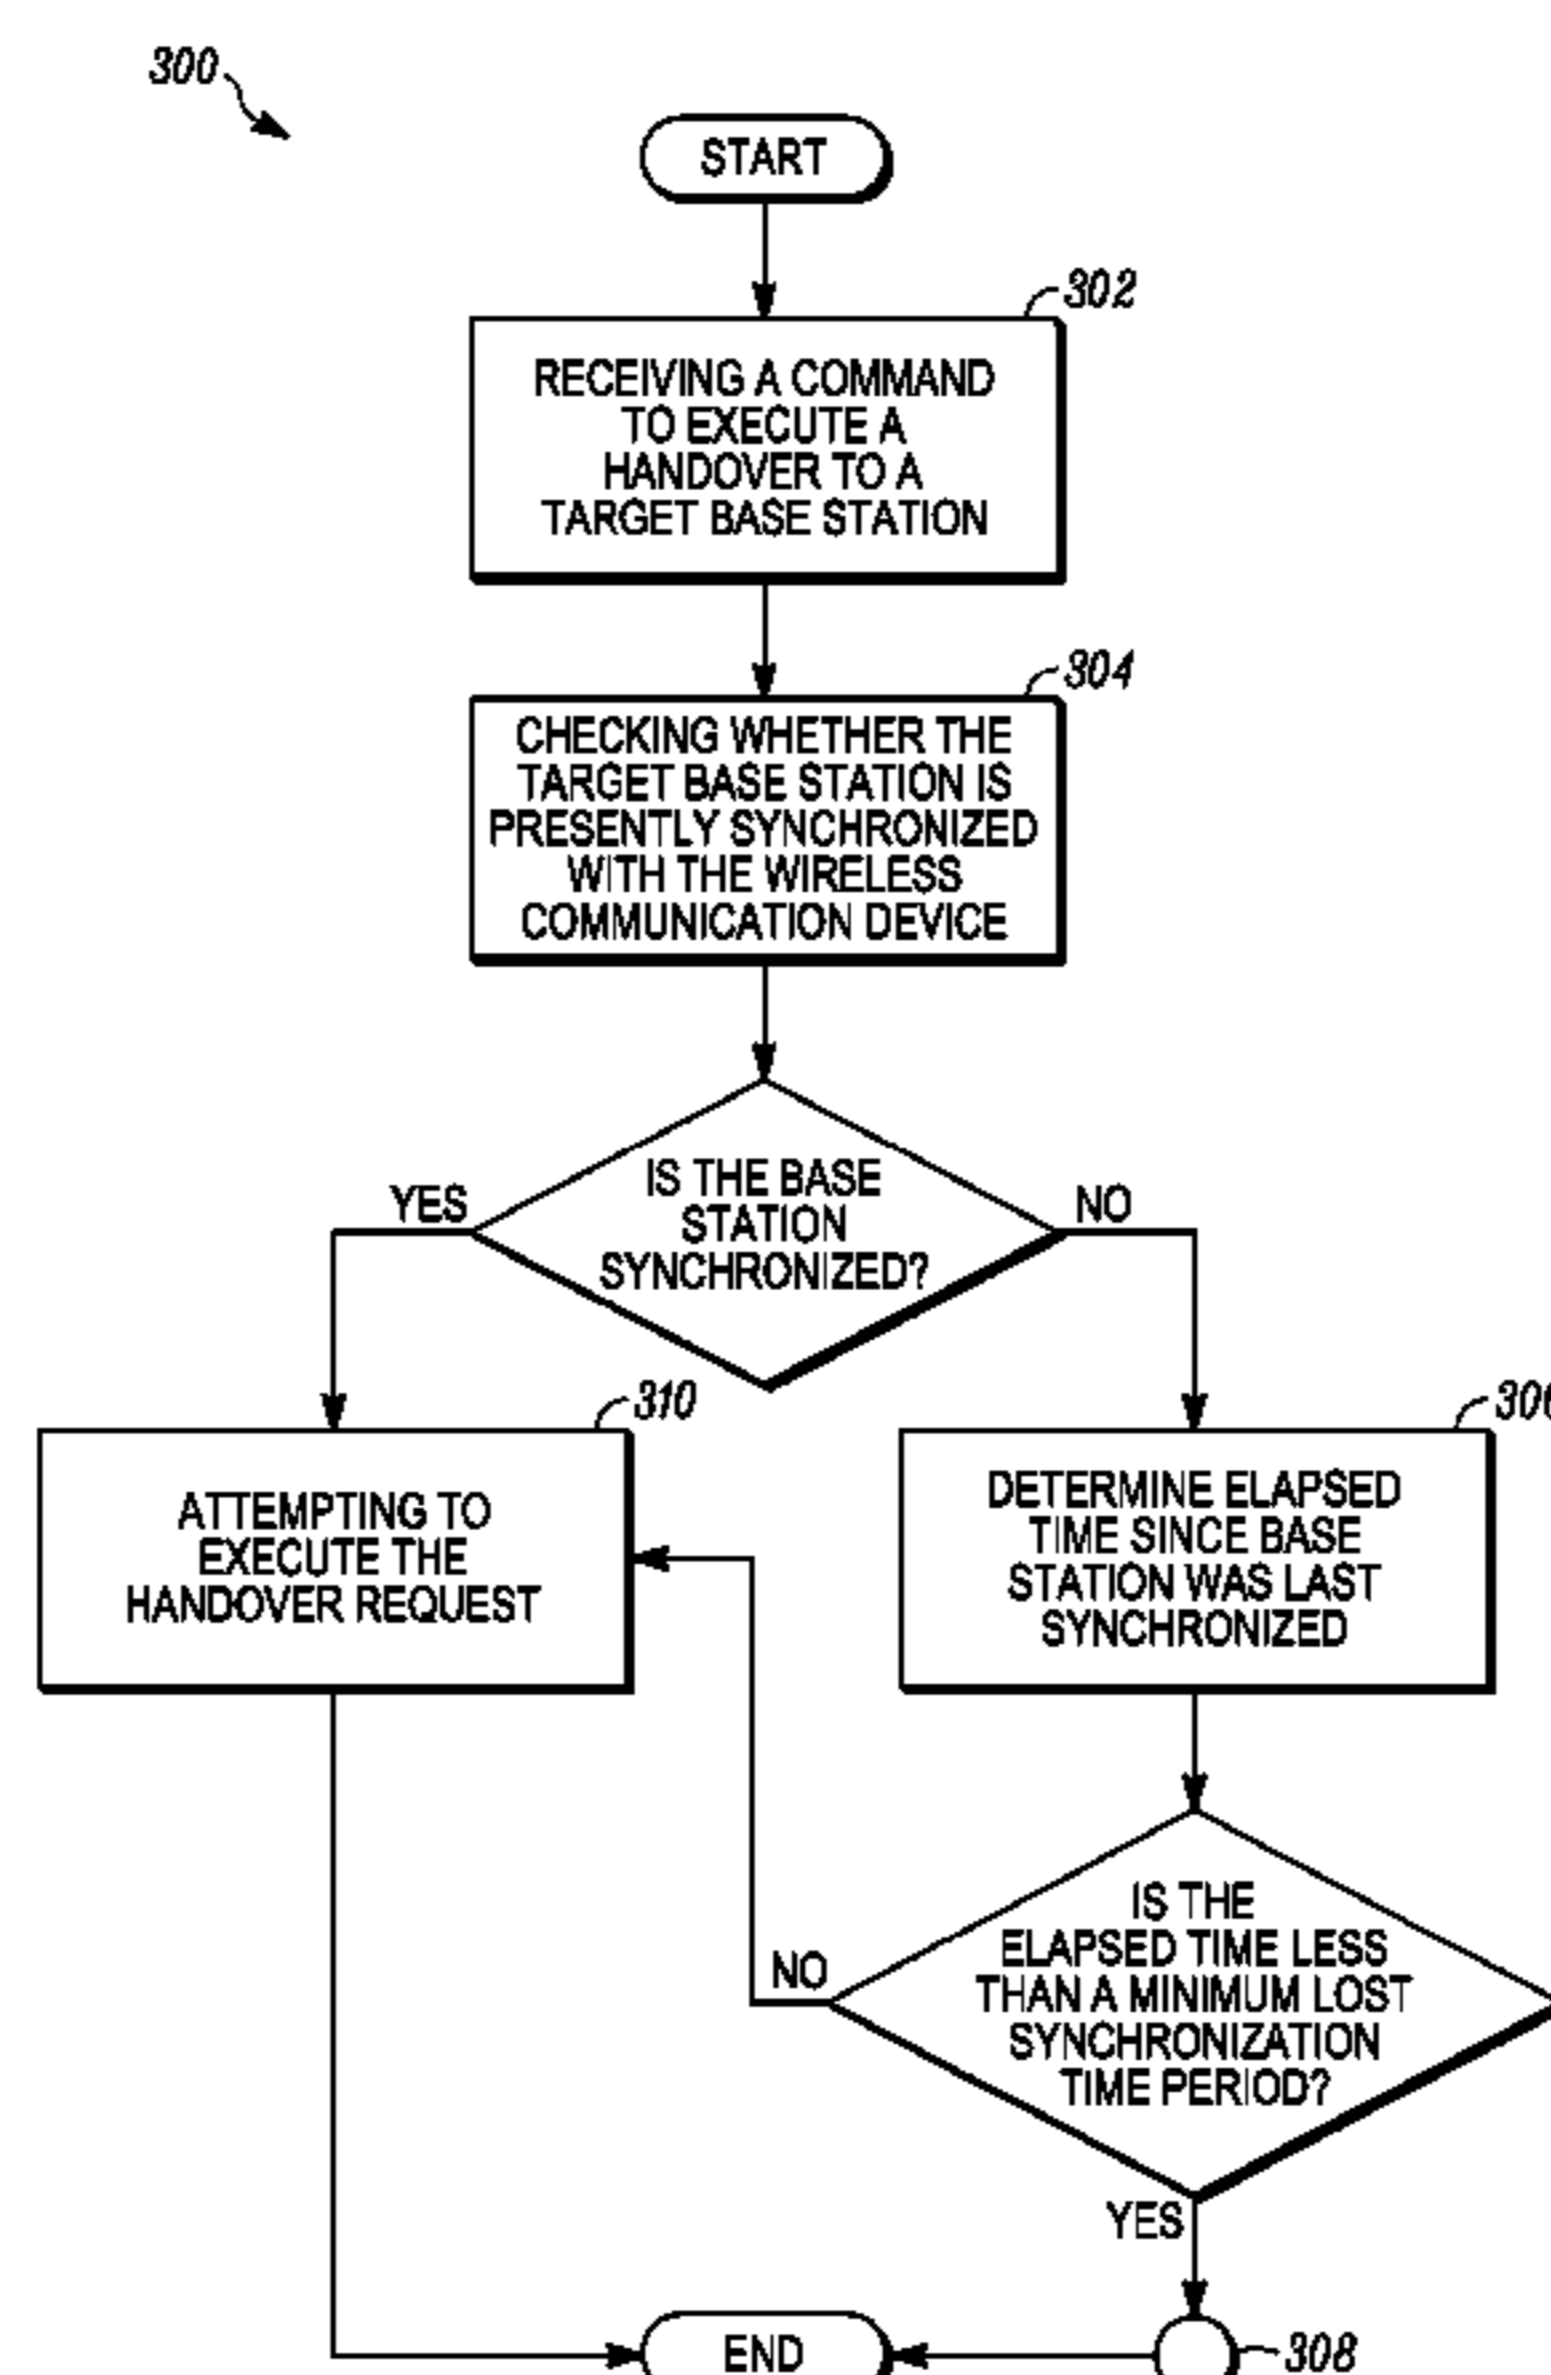 300
START
302
RECEIVING A COMMAND
TO EXECUTE A
HANDOVER TO A
TARGET BASE STATION
304
CHECKING WHETHER THE
TARGET BASE STATION IS
PRESENTLY SYNCHRONIZED
WITH THE WIRELESS
COMMUNICATION DEVICE
IS THE BASE
STATION
SYNCHRONIZED?
YES
NO
310
ATTEMPTING TO
EXECUTE THE
HANDOVER REQUEST
DETERMINE ELAPSED
TIME SINCE BASE
STATION WAS LAST
SYNCHRONIZED
IS THE
ELAPSED TIME LESS
THAN A MINIMUM LOST
SYNCHRONIZATION
TIME PERIOD?
NO
YES
END
308